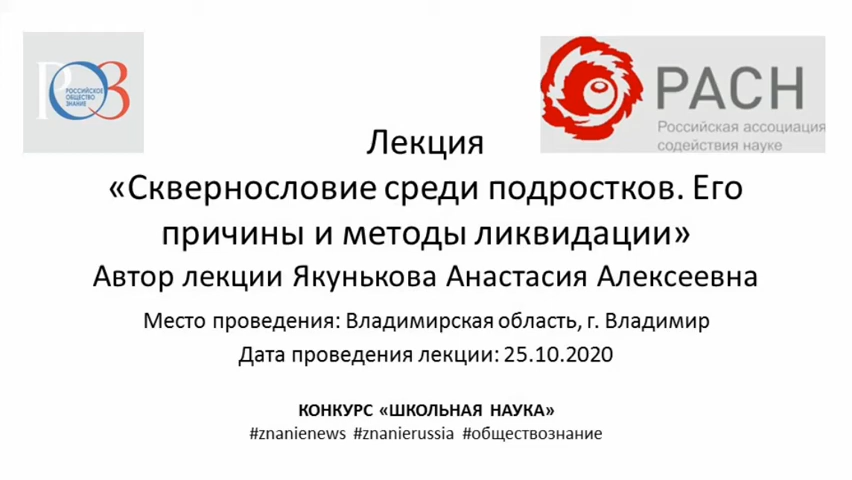 РОЗ
РОССИЙСКОЕ
ОБЩЕСТВО
ЗНАНИЕ
РАСН
Российская ассоциация
содействия науке
Лекция
«Сквернословие среди подростков. Его
причины и методы ликвидации»
Автор лекции Якунькова Анастасия Алексеевна
Место проведения: Владимирская область, г. Владимир
Дата проведения лекции: 25.10.2020
КОНКУРС «ШКОЛЬНАЯ НАУКА»
#znanienews #znanierussia #обществознание